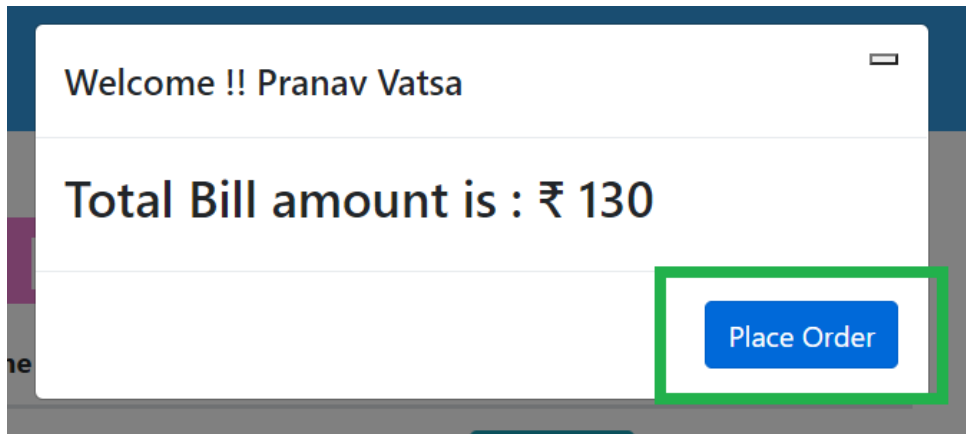 Welcome !! Pranav Vatsa
Total Bill amount is : ₹ 130
Place Order